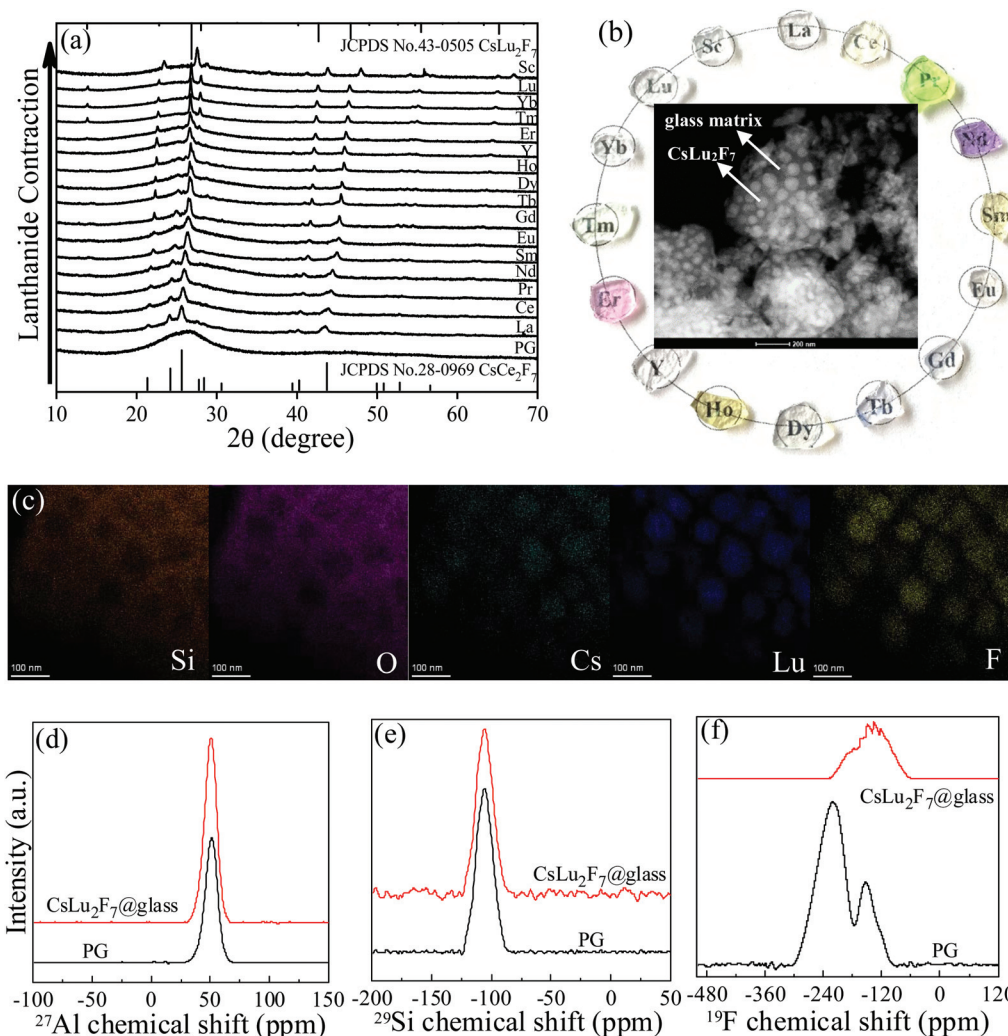 (a)
JCPDS No.43-0505 CsLu₂F₇
Sc
Lu
Yb
Tm
Er
Y
Ho
Dy
Tb
Gd
Eu
Sm
Nd
Pr
Ce
La
PG
JCPDS No.28-0969 CsCe₂F₇
Lanthanide Contraction
10 20 30 40 50 60 70
2θ (degree)
(b)
La
Ce
Pr
Nd
Sm
Eu
Gd
Tb
Dy
Ho
Y
Er
Tm
Yb
Lu
Sc
glass matrix
CsLu₂F₇
200 nm
(c)
100 nm Si
100 nm O
100 nm Cs
100 nm Lu
100 nm F
(d)
Intensity (a.u.)
CsLu₂F₇@glass
PG
-100 -50 0 50 100 150
²⁷Al chemical shift (ppm)
(e)
CsLu₂F₇@glass
PG
-200 -150 -100 -50 0 50
²⁹Si chemical shift (ppm)
(f)
CsLu₂F₇@glass
PG
-480 -360 -240 -120 0 120
¹⁹F chemical shift (ppm)